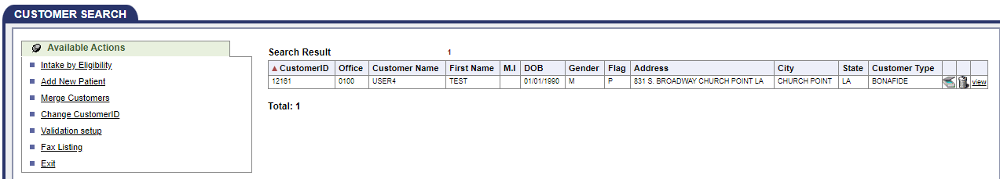 CUSTOMER SEARCH
Available Actions
Intake by Eligibility
Add New Patient
Merge Customers
Change CustomerID
Validation setup
Fax Listing
Exit
Search Result 1
CustomerID Office Customer Name First Name M.I DOB Gender Flag Address City State Customer Type
12161 0100 USER4 TEST 01/01/1990 M P 831 S. BROADWAY CHURCH POINT LA CHURCH POINT LA BONAFIDE view
Total: 1